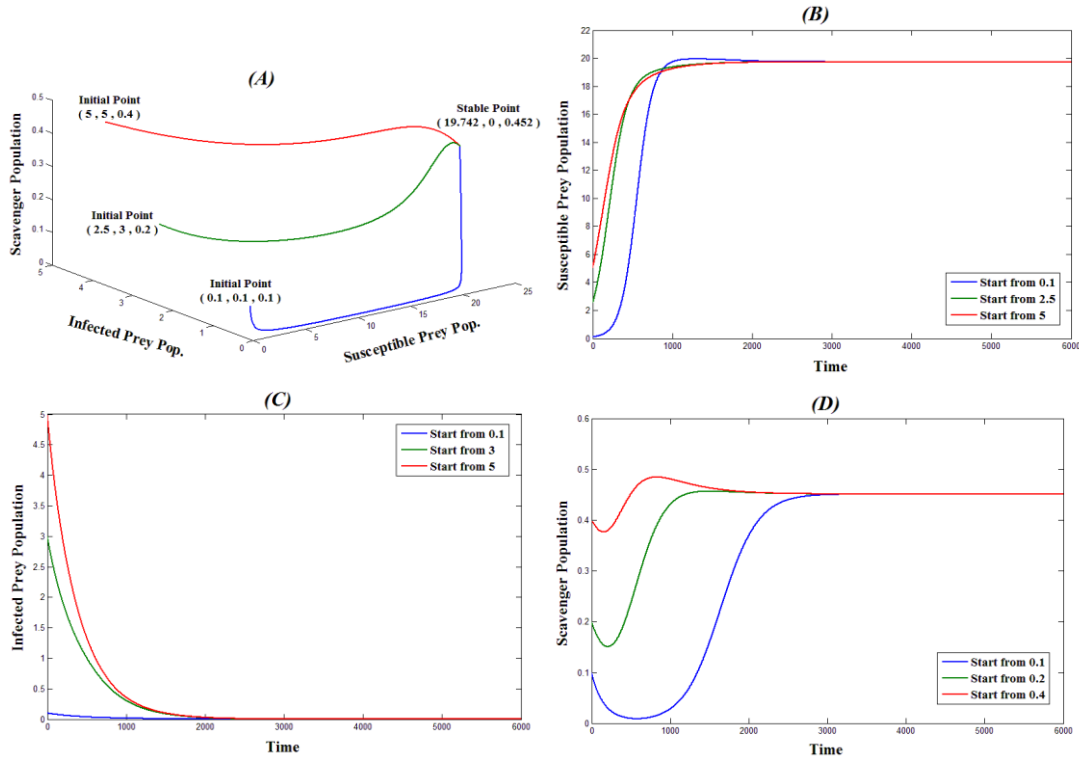 (A)
0.5
0.4
0.3
0.2
0.1
0
Scavenger Population
Initial Point
( 5 , 5 , 0.4 )
Stable Point
(19.742 , 0 , 0.452 )
Initial Point
( 2.5 , 3 , 0.2 )
Initial Point
( 0.1 , 0.1 , 0.1 )
5
4
3
2
1
0
Infected Prey Pop.
0
5
10
15
20
25
Susceptible Prey Pop.
(B)
22
20
18
16
14
12
10
8
6
4
2
0
Susceptible Prey Population
Start from 0.1
Start from 2.5
Start from 5
0 1000 2000 3000 4000 5000 6000
Time
(C)
5
4.5
4
3.5
3
2.5
2
1.5
1
0.5
0
Infected Prey Population
Start from 0.1
Start from 3
Start from 5
0 1000 2000 3000 4000 5000 6000
Time
(D)
0.6
0.5
0.4
0.3
0.2
0.1
0
Scavenger Population
Start from 0.1
Start from 0.2
Start from 0.4
0 1000 2000 3000 4000 5000 6000
Time